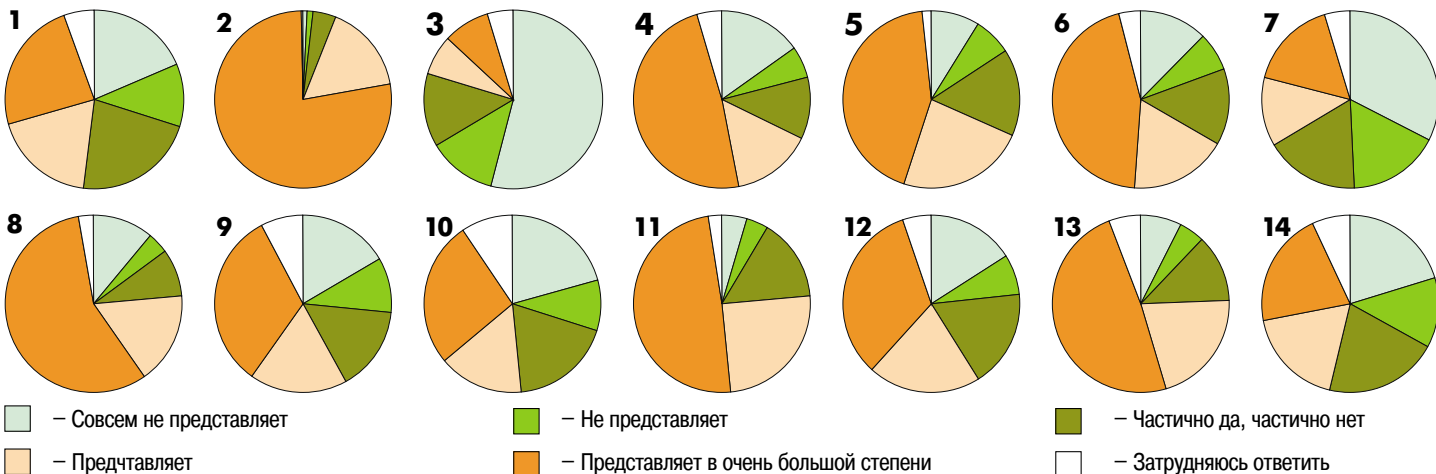 1 2 3 4 5 6 7
8 9 10 11 12 13 14
– Совсем не представляет – Не представляет – Частично да, частично нет
– Предчтавляет – Представляет в очень большой степени – Затрудняюсь ответить